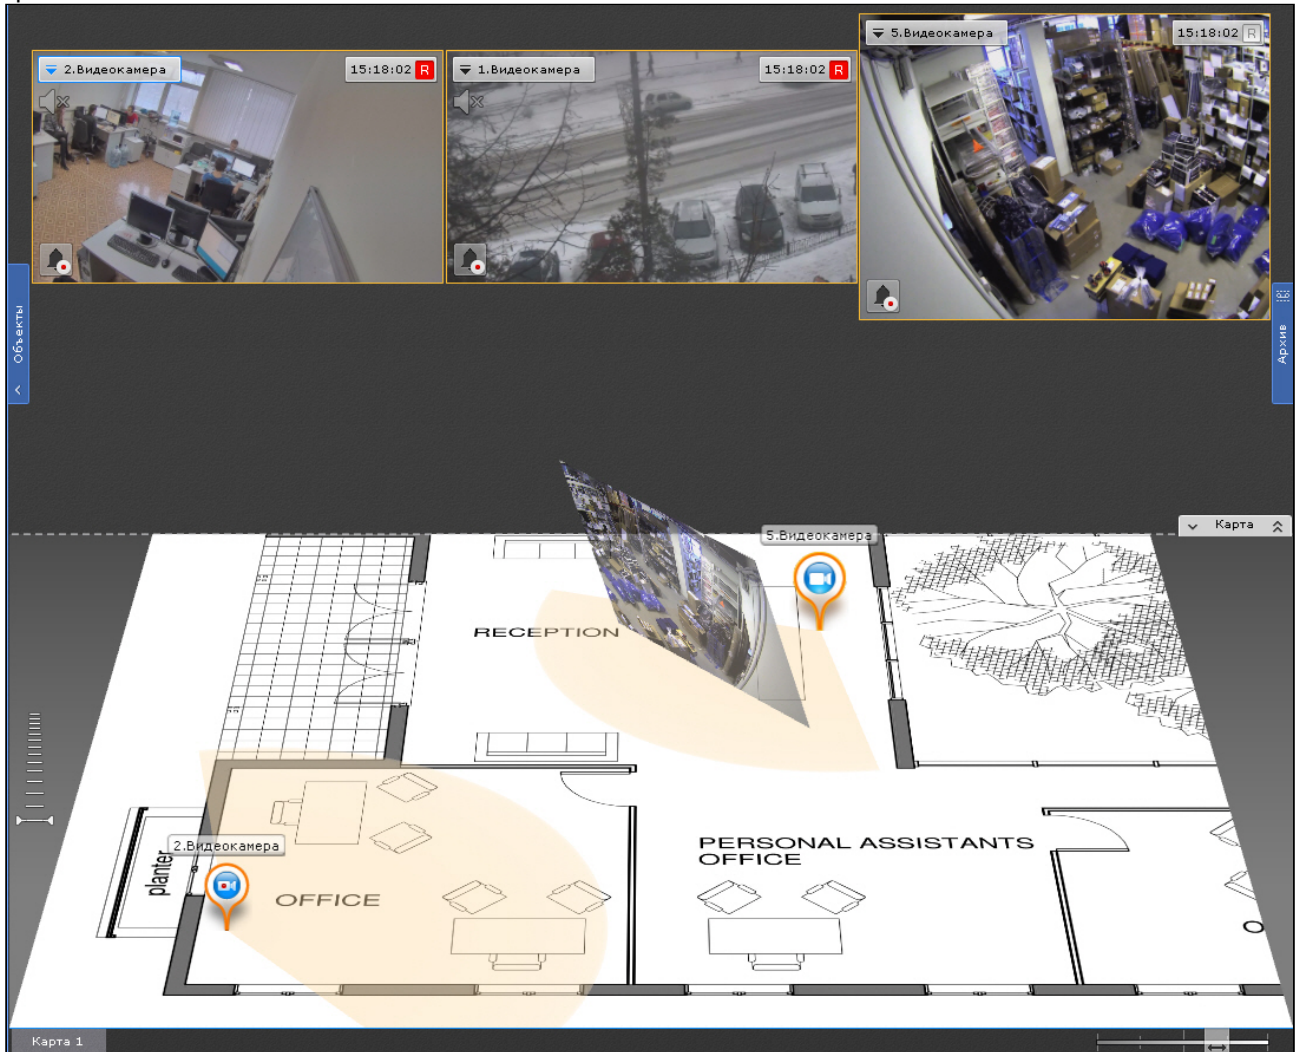 5.Видеокамера
15:18:02 R
2.Видеокамера
15:18:02 R
1.Видеокамера
15:18:02 R
Объекты
Архив
Карта
5.Видеокамера
RECEPTION
2.Видеокамера
planter
OFFICE
PERSONAL ASSISTANTS
OFFICE
O
Карта 1